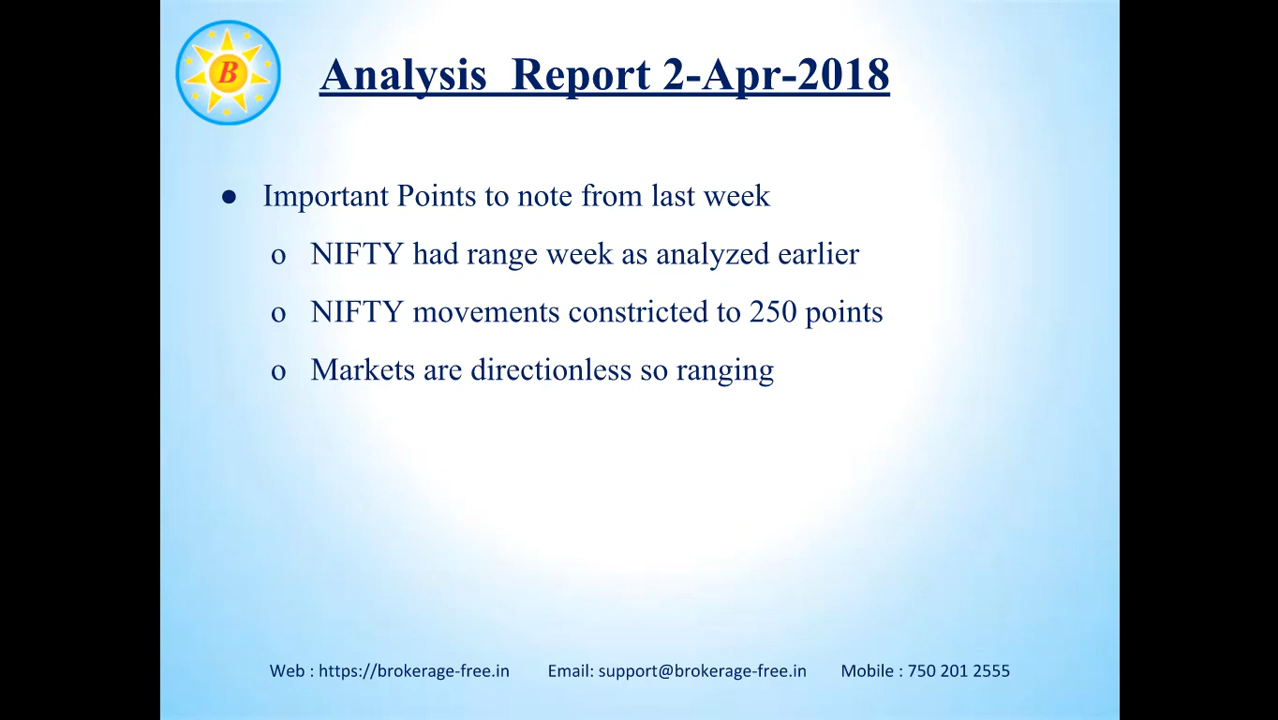 B
Analysis Report 2-Apr-2018
● Important Points to note from last week
o NIFTY had range week as analyzed earlier
o NIFTY movements constricted to 250 points
o Markets are directionless so ranging
Web : https://brokerage-free.in Email: support@brokerage-free.in Mobile : 750 201 2555